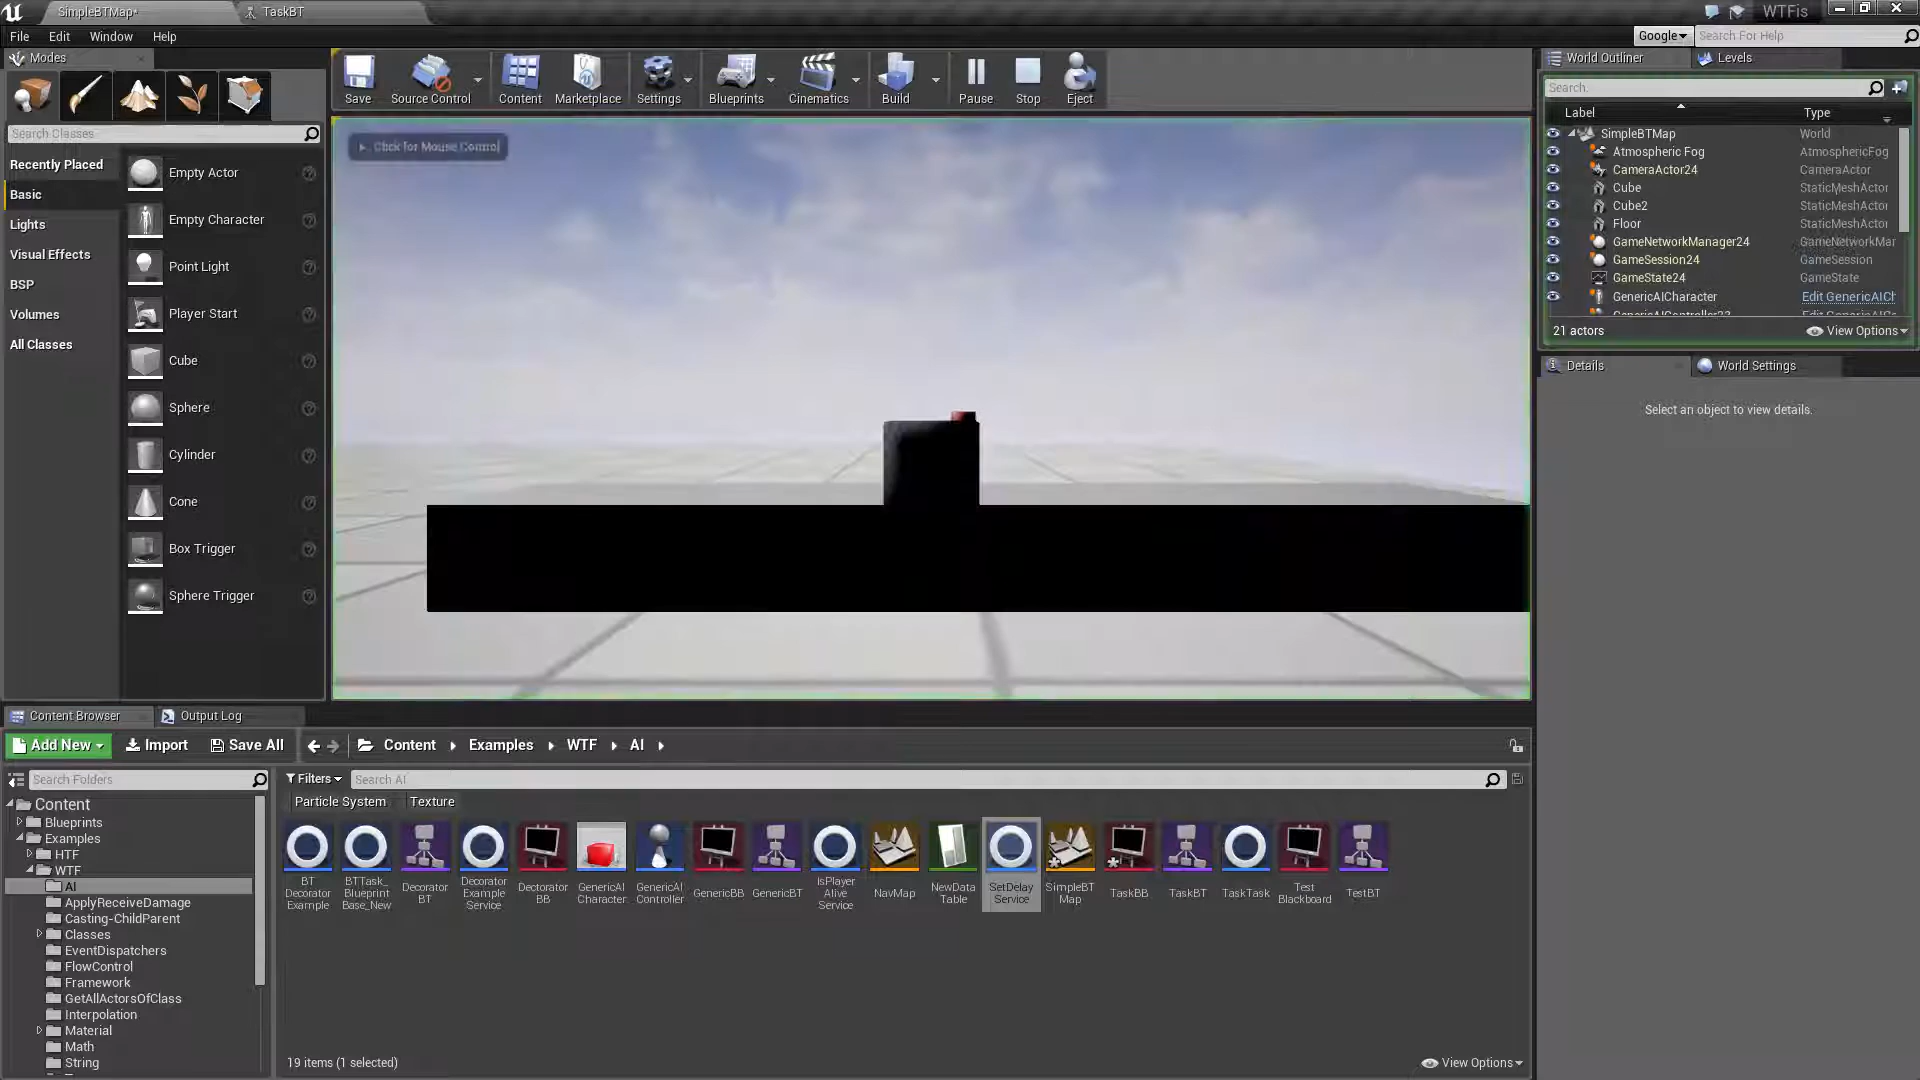 SimpleBTMap*
TaskBT
WTFis
File
Edit
Window
Help
Google
Search For Help
Modes
Search Classes
Recently Placed
Basic
Lights
Visual Effects
BSP
Volumes
All Classes
Empty Actor
Empty Character
Point Light
Player Start
Cube
Sphere
Cylinder
Cone
Box Trigger
Sphere Trigger
Save
Source Control
Content
Marketplace
Settings
Blueprints
Cinematics
Build
Pause
Stop
Eject
Click for Mouse Control
World Outliner
Levels
Search.
Label
Type
SimpleBTMap
World
Atmospheric Fog
AtmosphericFog
CameraActor24
CameraActor
Cube
StaticMeshActor
Cube2
StaticMeshActor
Floor
StaticMeshActor
GameNetworkManager24
GameNetworkMar
GameSession24
GameSession
GameState24
GameState
GenericAICharacter
Edit GenericAICh
21 actors
View Options
Details
World Settings
Select an object to view details.
Content Browser
Output Log
Add New
Import
Save All
Content
Examples
WTF
AI
Search Folders
Content
Blueprints
Examples
HTF
WTF
AI
ApplyReceiveDamage
Casting-ChildParent
Classes
EventDispatchers
FlowControl
Framework
GetAllActorsOfClass
Interpolation
Material
Math
String
Filters
Search AI
Particle System
Texture
BT
Decorator
Example
BTTask_
Blueprint
Base_New
Decorator
BT
Decorator
Example
Service
Dectorator
BB
GenericAI
Character
GenericAI
Controller
GenericBB
GenericBT
IsPlayer
Alive
Service
NavMap
NewData
Table
SetDelay
Service
SimpleBT
Map
TaskBB
TaskBT
TaskTask
Test
Blackboard
TestBT
19 items (1 selected)
View Options